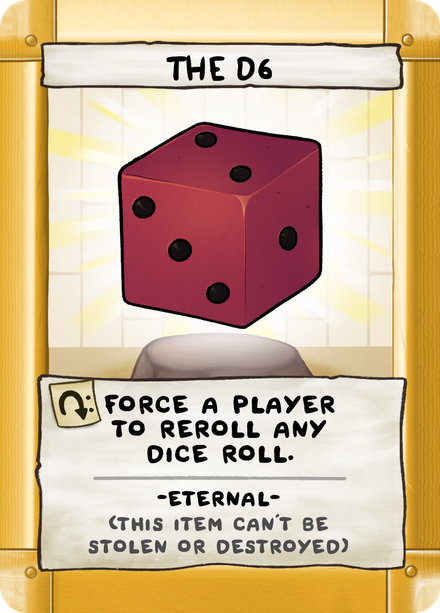 THE D6
FORCE A PLAYER
TO REROLL ANY
DICE ROLL.
-ETERNAL-
(THIS ITEM CAN'T BE
STOLEN OR DESTROYED)